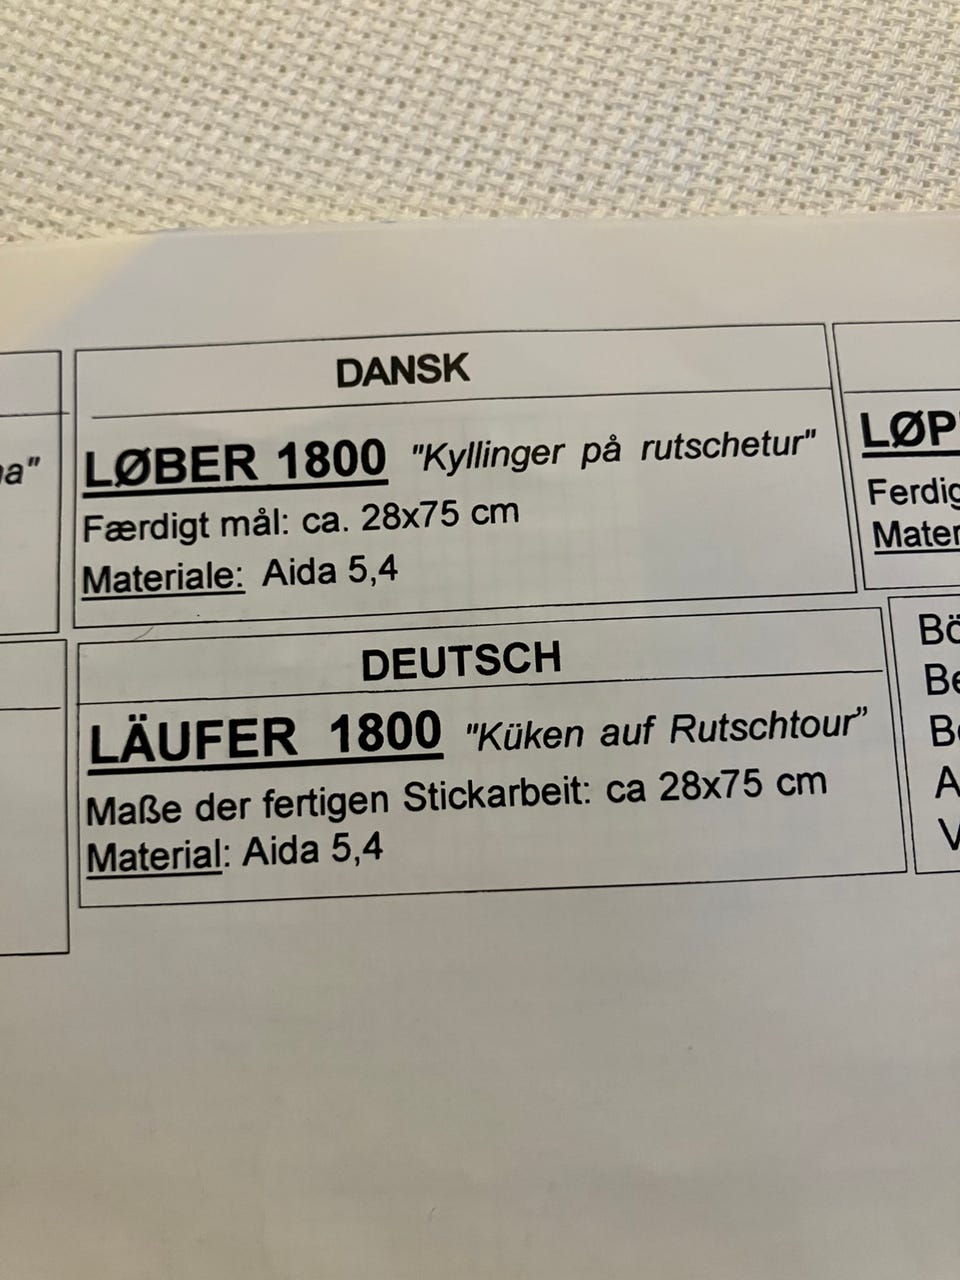 DANSK
LØBER 1800 "Kyllinger på rutschetur"
Færdigt mål: ca. 28x75 cm
Materiale: Aida 5,4
DEUTSCH
LÄUFER 1800 "Küken auf Rutschtour”
Maße der fertigen Stickarbeit: ca 28x75 cm
Material: Aida 5,4